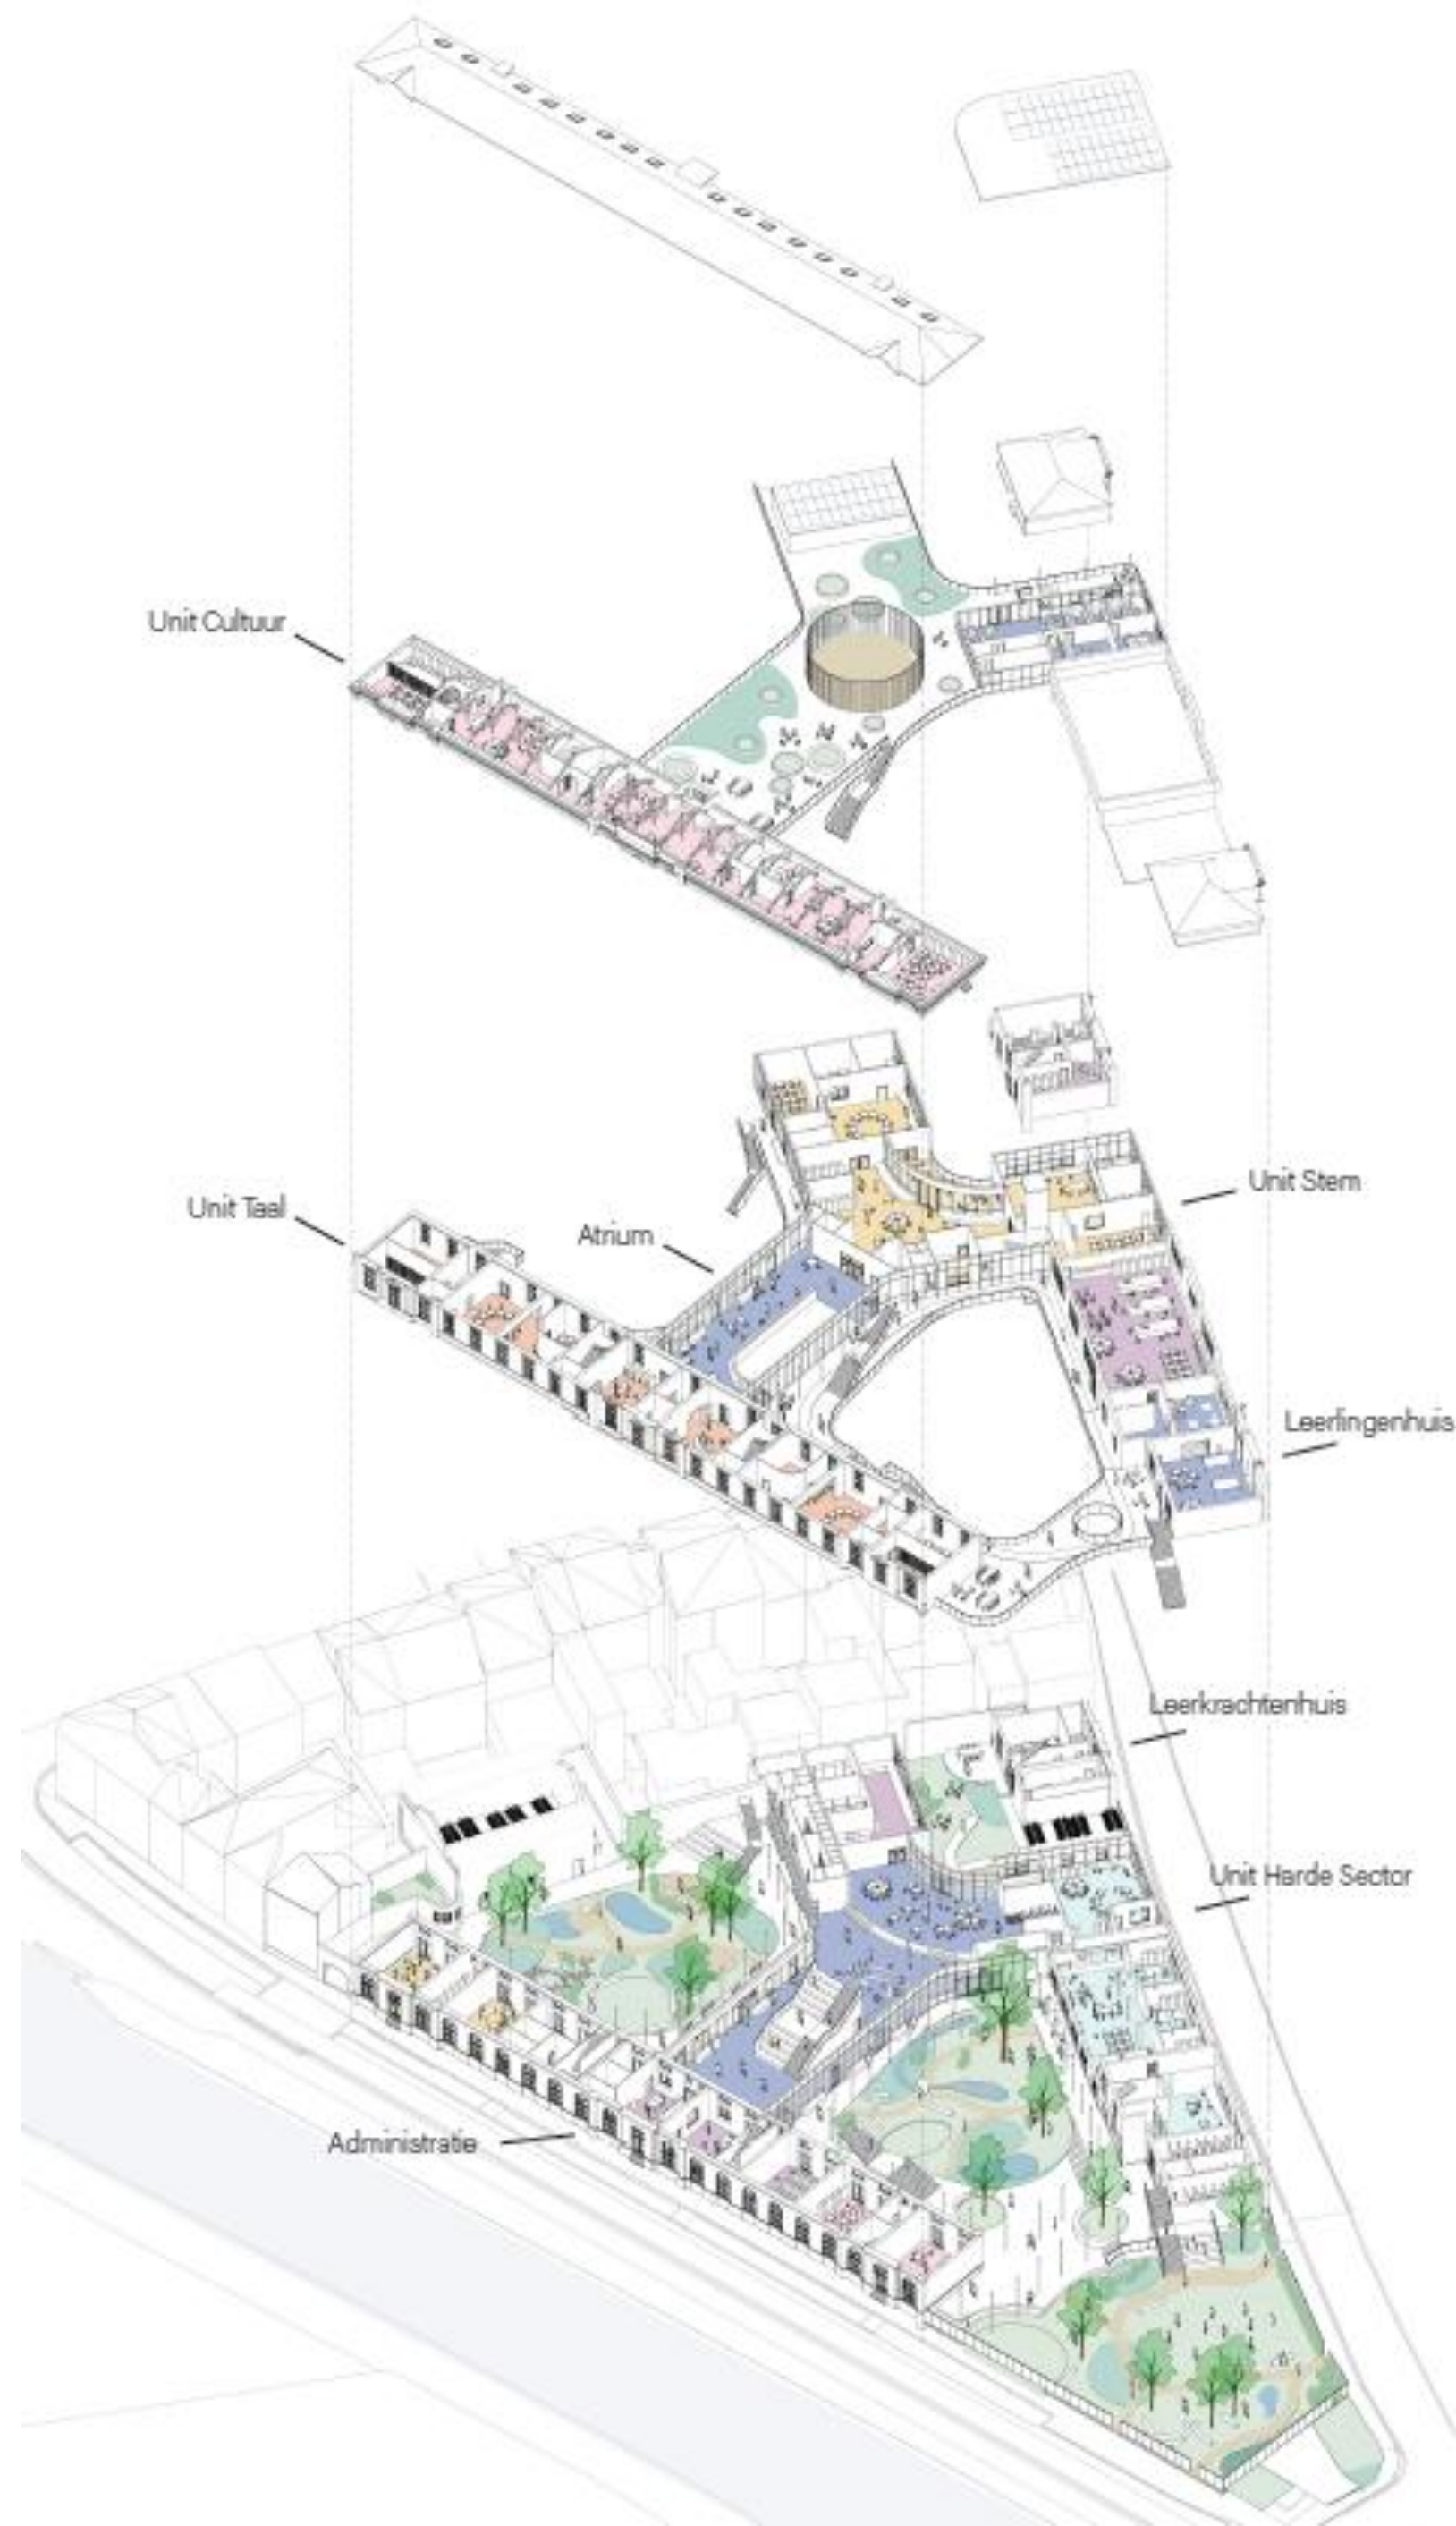 Unit Cultuur
Unit Stem
Unit Taal
Atrium
Leerlingenhuis
Leerkrachtenhuis
Unit Harde Sector
Administratie